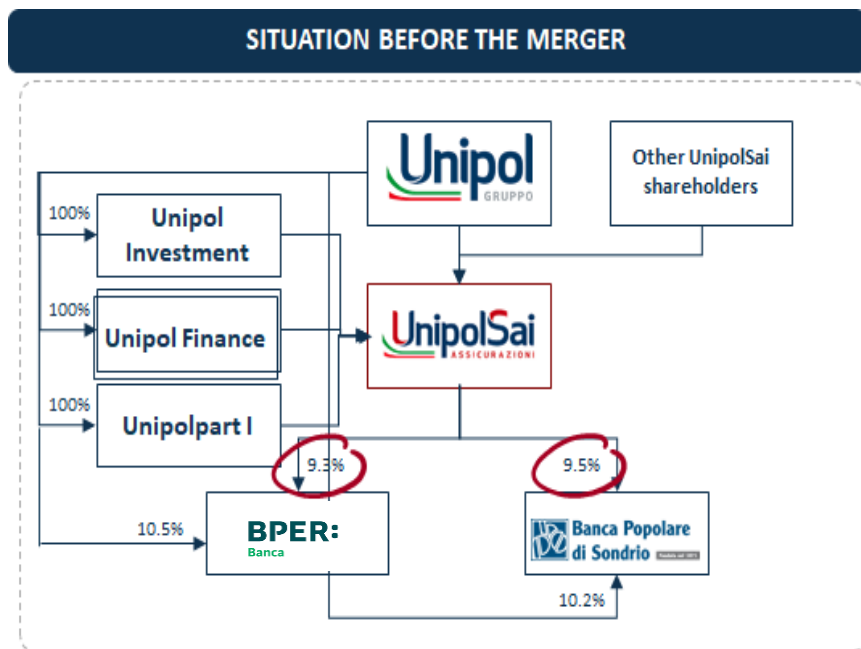 SITUATION BEFORE THE MERGER
Unipol
GRUPPO
Other UnipolSai
shareholders
100%
Unipol
Investment
100%
Unipol Finance
UnipolSai
ASSICURAZIONI
100%
Unipolpart I
9.3%
9.5%
10.5%
BPER:
Banca
Banca Popolare
di Sondrio
10.2%